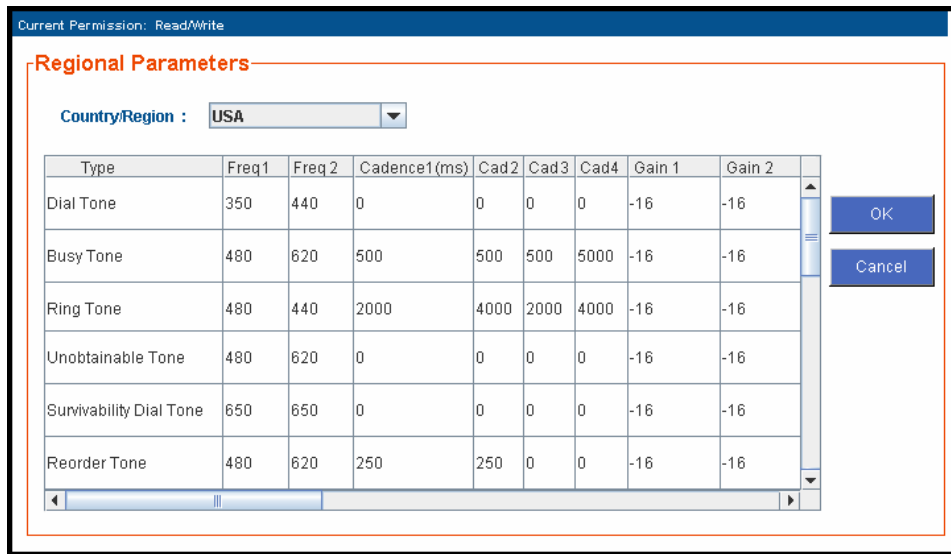 Current Permission: Read/Write
Regional Parameters
Country/Region :   USA
Type Freq1 Freq 2 Cadence1(ms) Cad2 Cad3 Cad4 Gain 1 Gain 2
Dial Tone 350 440 0 0 0 0 -16 -16
OK
Busy Tone 480 620 500 500 500 5000 -16 -16
Cancel
Ring Tone 480 440 2000 4000 2000 4000 -16 -16
Unobtainable Tone 480 620 0 0 0 0 -16 -16
Survivability Dial Tone 650 650 0 0 0 0 -16 -16
Reorder Tone 480 620 250 250 0 0 -16 -16